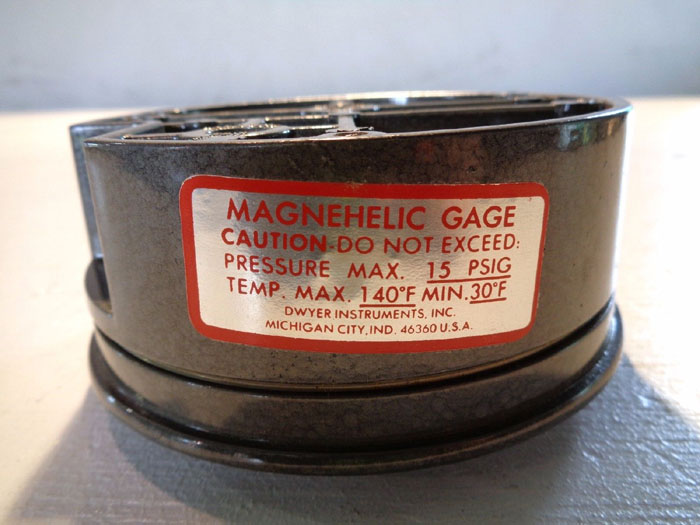 MAGNEHELIC GAGE
CAUTION-DO NOT EXCEED:
PRESSURE MAX. 15 PSIG
TEMP. MAX. 140°F MIN. 30°F
DWYER INSTRUMENTS, INC.
MICHIGAN CITY, IND. 46360 U.S.A.